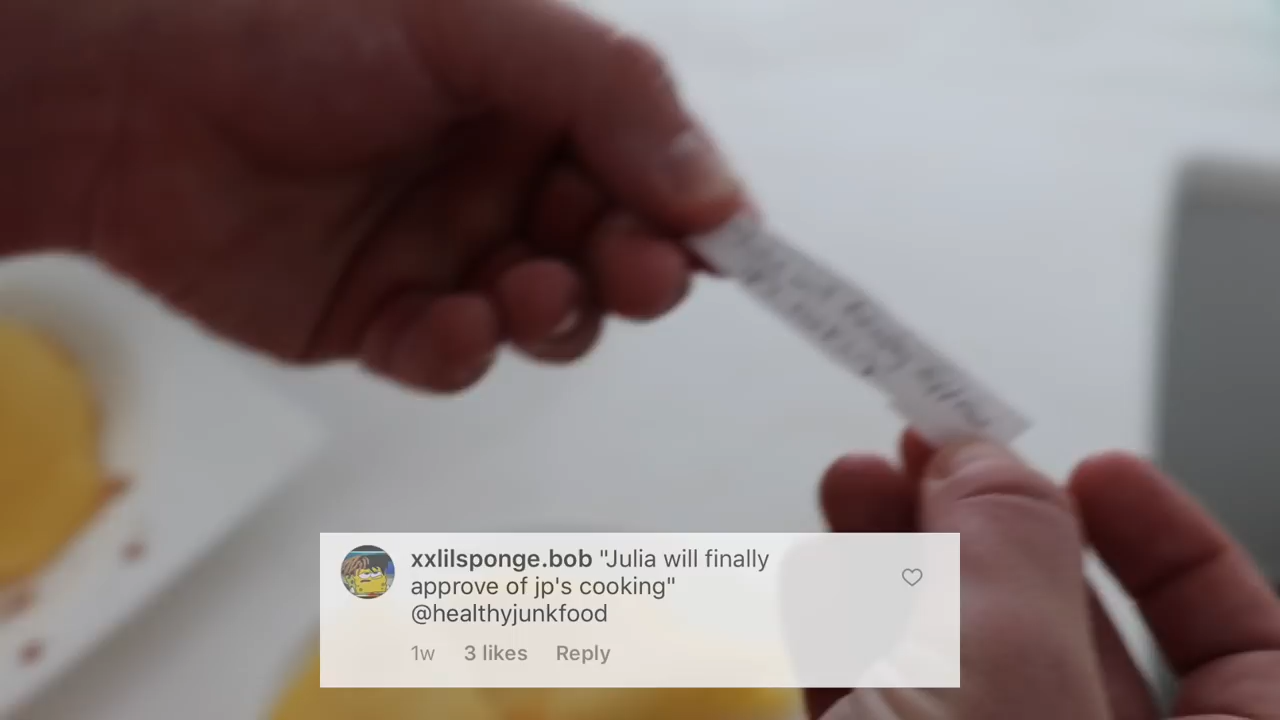 xxlilsponge.bob "Julia will finally
approve of jp's cooking"
@healthyjunkfood
1w 3 likes Reply